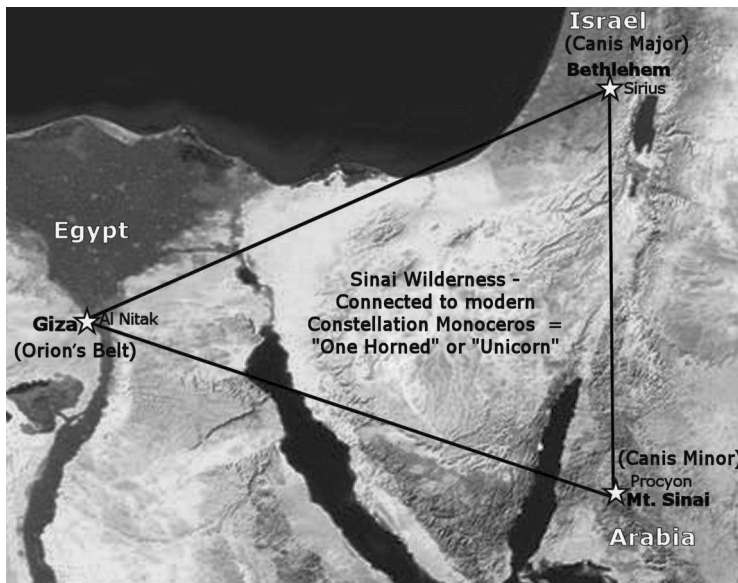 Israel
(Canis Major)
Bethlehem
Sirius
Egypt
Giza
Al Nitak
(Orion's Belt)
Sinai Wilderness -
Connected to modern
Constellation Monoceros =
"One Horned" or "Unicorn"
(Canis Minor)
Procyon
Mt. Sinai
Arabia